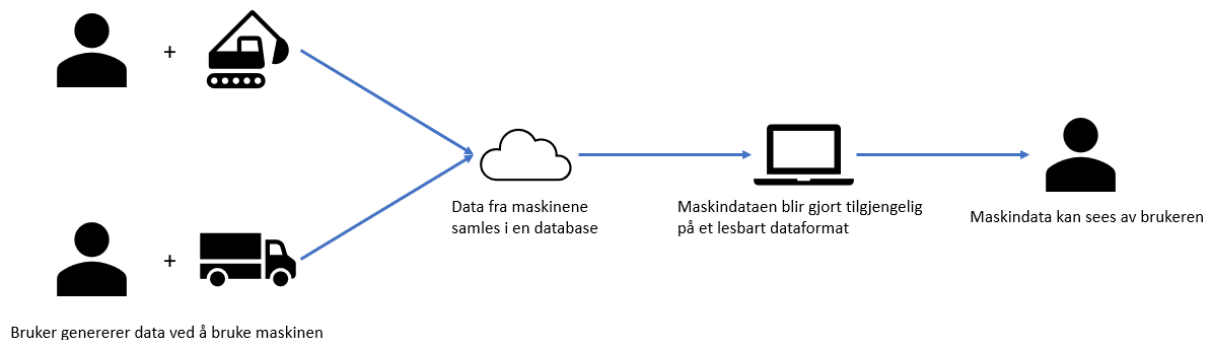 +
+
Data fra maskinene
samles i en database
Maskindataen blir gjort tilgjengelig
på et lesbart dataformat
Maskindata kan sees av brukeren
Bruker genererer data ved å bruke maskinen